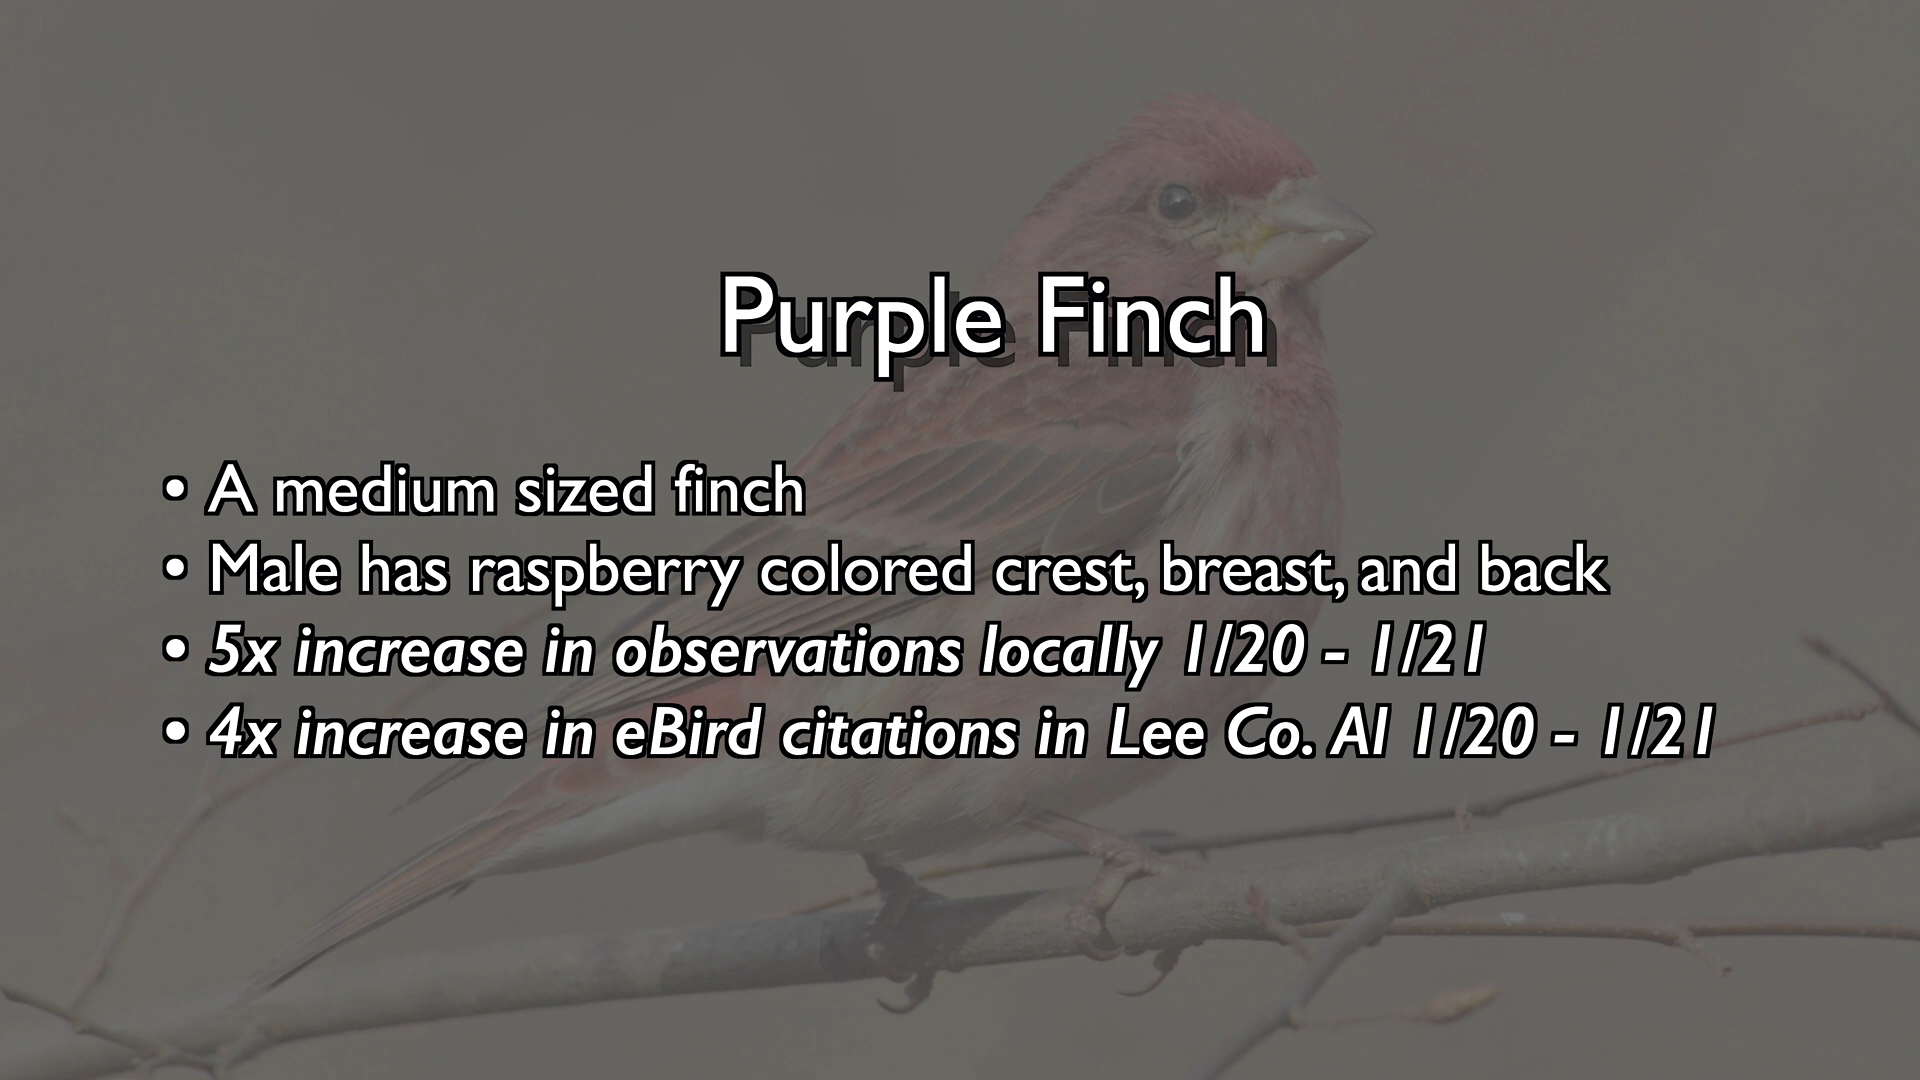 Purple Finch
• A medium sized finch
• Male has raspberry colored crest, breast, and back
• 5x increase in observations locally 1/20 - 1/21
• 4x increase in eBird citations in Lee Co. Al 1/20 - 1/21